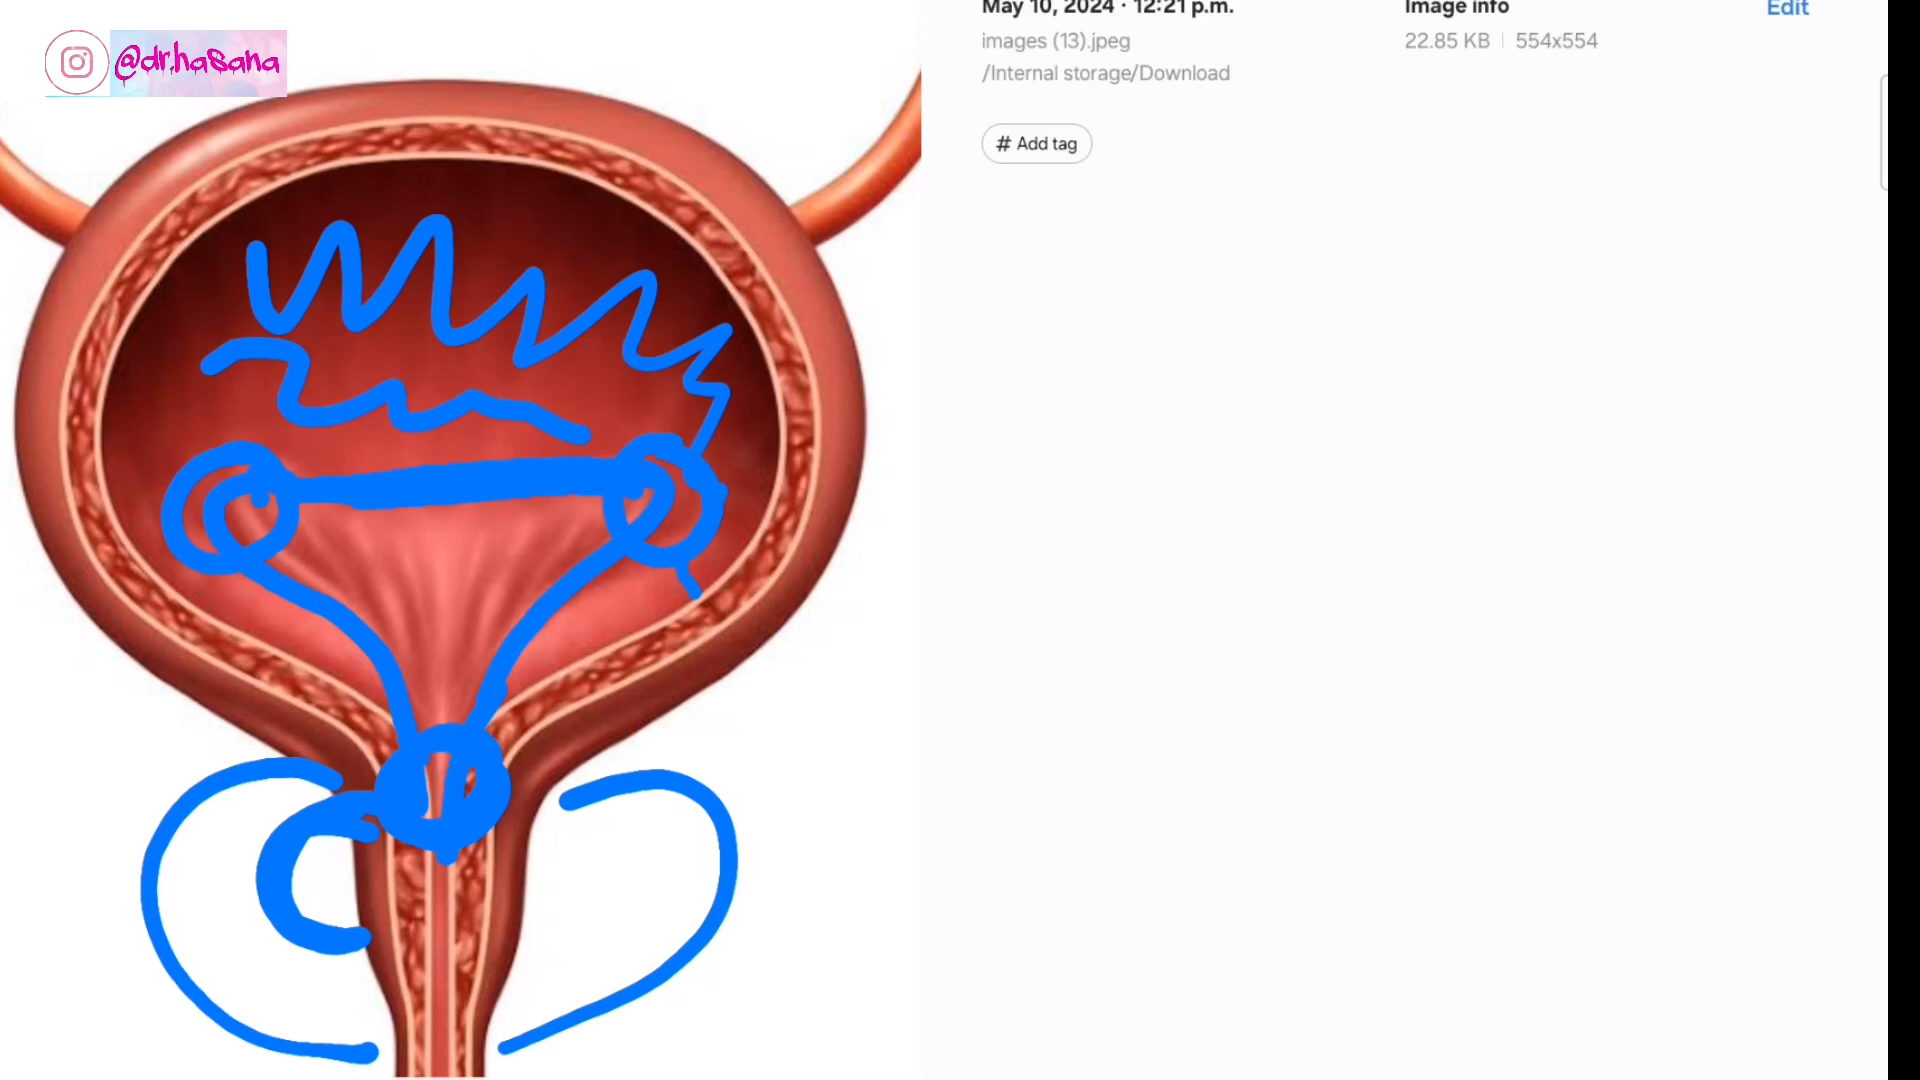 @dr.hasana
May 10, 2024 · 12:21 p.m.
images (13).jpeg
/Internal storage/Download
# Add tag
Image info
22.85 KB | 554x554
Edit